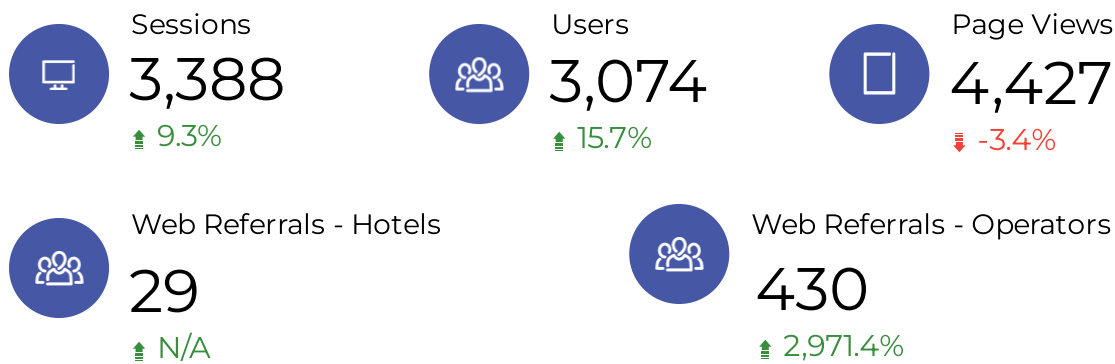 Sessions
3,388
9.3%
Users
3,074
15.7%
Page Views
4,427
-3.4%
Web Referrals - Hotels
29
N/A
Web Referrals - Operators
430
2,971.4%